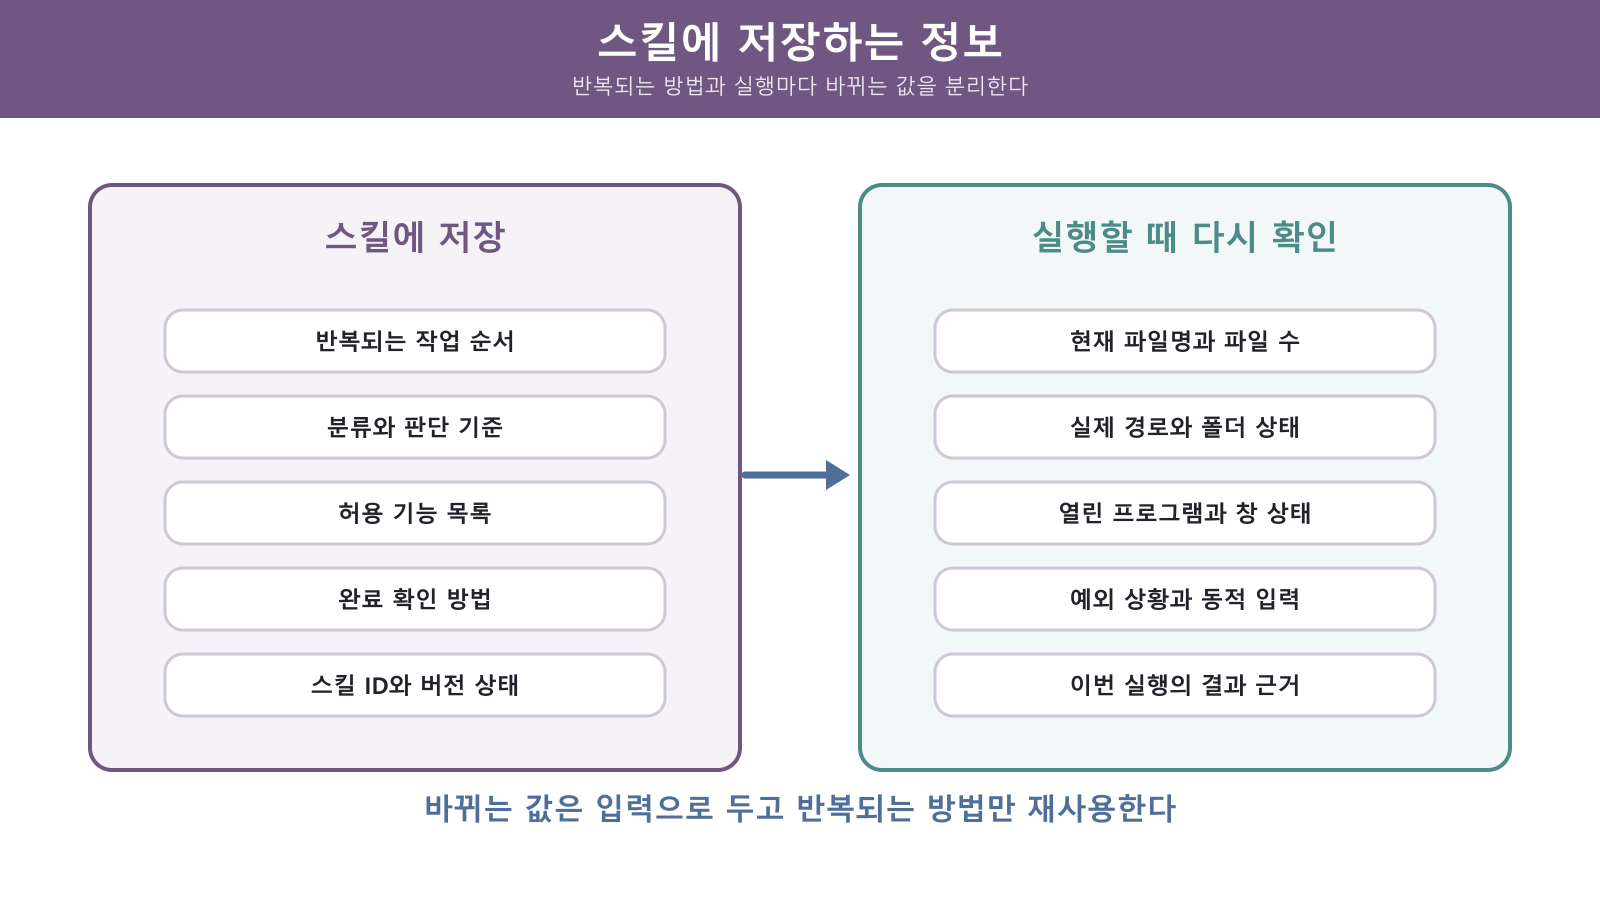 스킬에 저장하는 정보
반복되는 방법과 실행마다 바뀌는 값을 분리한다
스킬에 저장
반복되는 작업 순서
분류와 판단 기준
허용 기능 목록
완료 확인 방법
스킬 ID와 버전 상태
실행할 때 다시 확인
현재 파일명과 파일 수
실제 경로와 폴더 상태
열린 프로그램과 창 상태
예외 상황과 동적 입력
이번 실행의 결과 근거
바뀌는 값은 입력으로 두고 반복되는 방법만 재사용한다